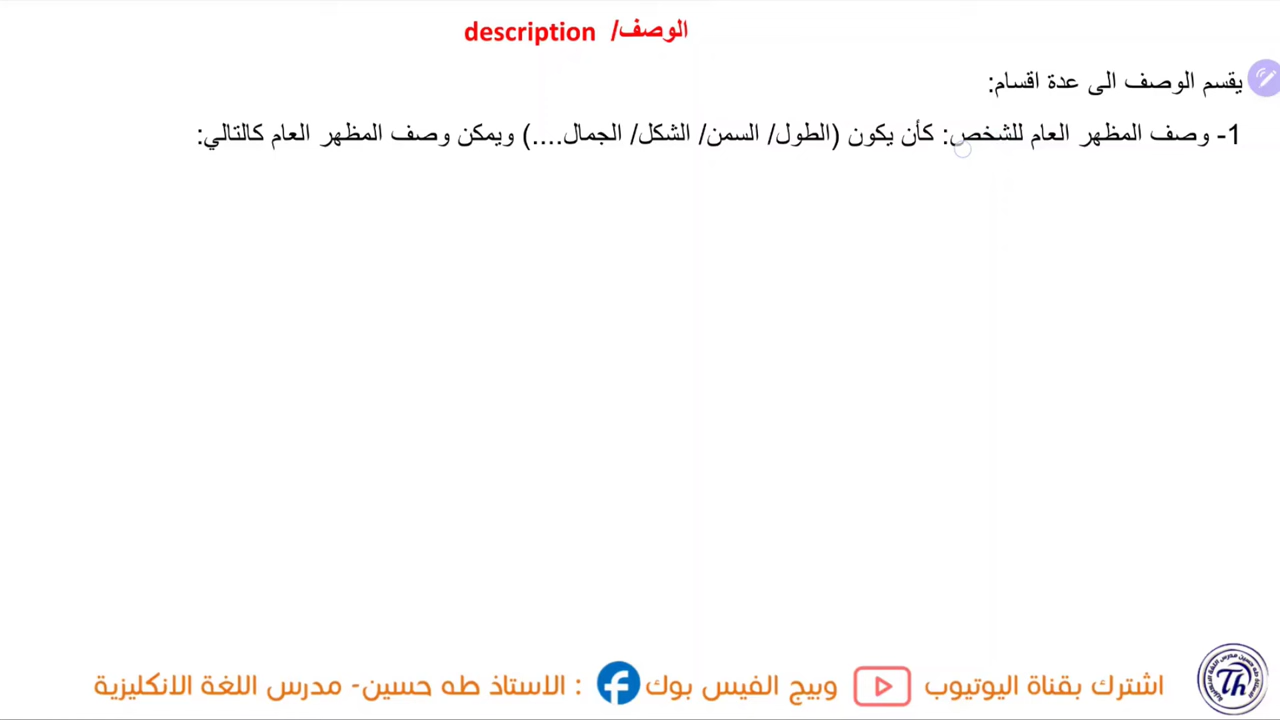 الوصف/ description
يقسم الوصف الى عدة اقسام:
1- وصف المظهر العام للشخص: كأن يكون (الطول/ السمن/ الشكل/ الجمال....) ويمكن وصف المظهر العام كالتالي:
اشترك بقناة اليوتيوب وبيج الفيس بوك : الاستاذ طه حسين- مدرس اللغة الانكليزية
Th